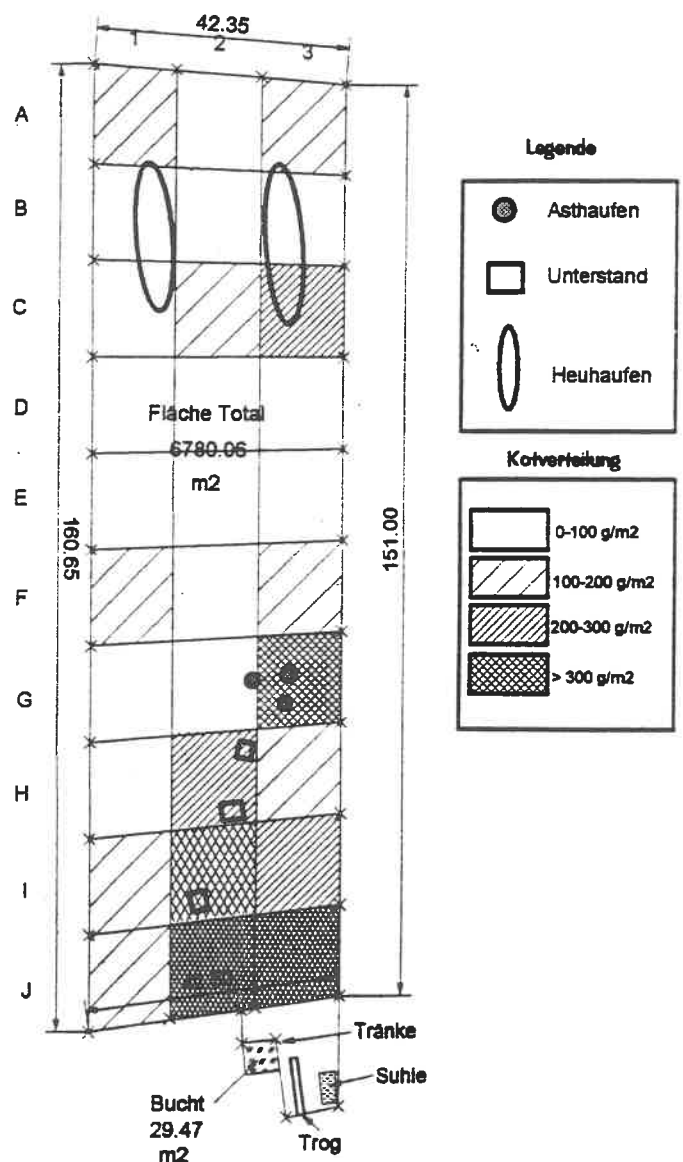 42.35
1 2 3
A
B
C
D
E
F
G
H
I
J
Fläche Total
6780.06
m2
160.65
151.00
Legende
Asthaufen
Unterstand
Heuhaufen
Kotverteilung
0-100 g/m2
100-200 g/m2
200-300 g/m2
> 300 g/m2
Tränke
Suhle
Bucht
29.47
m2
Trog